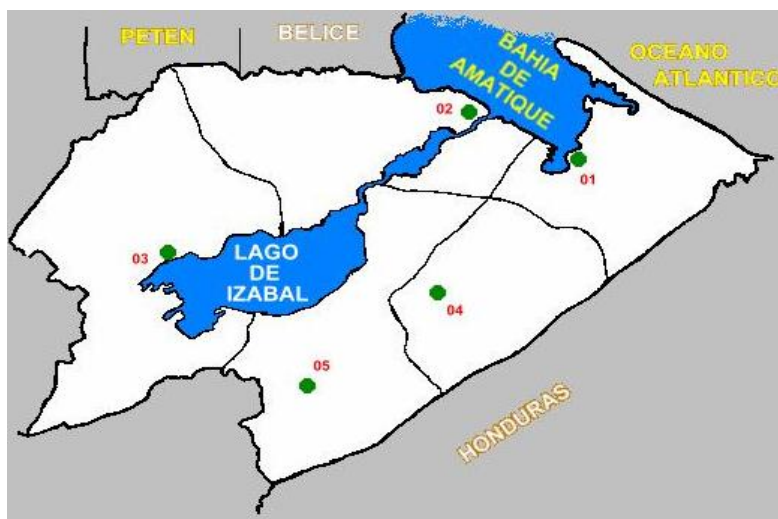 PETEN
BELICE
BAHIA
DE
AMATIQUE
OCEANO
ATLANTICO
02
01
03
LAGO
DE
IZABAL
04
05
HONDURAS